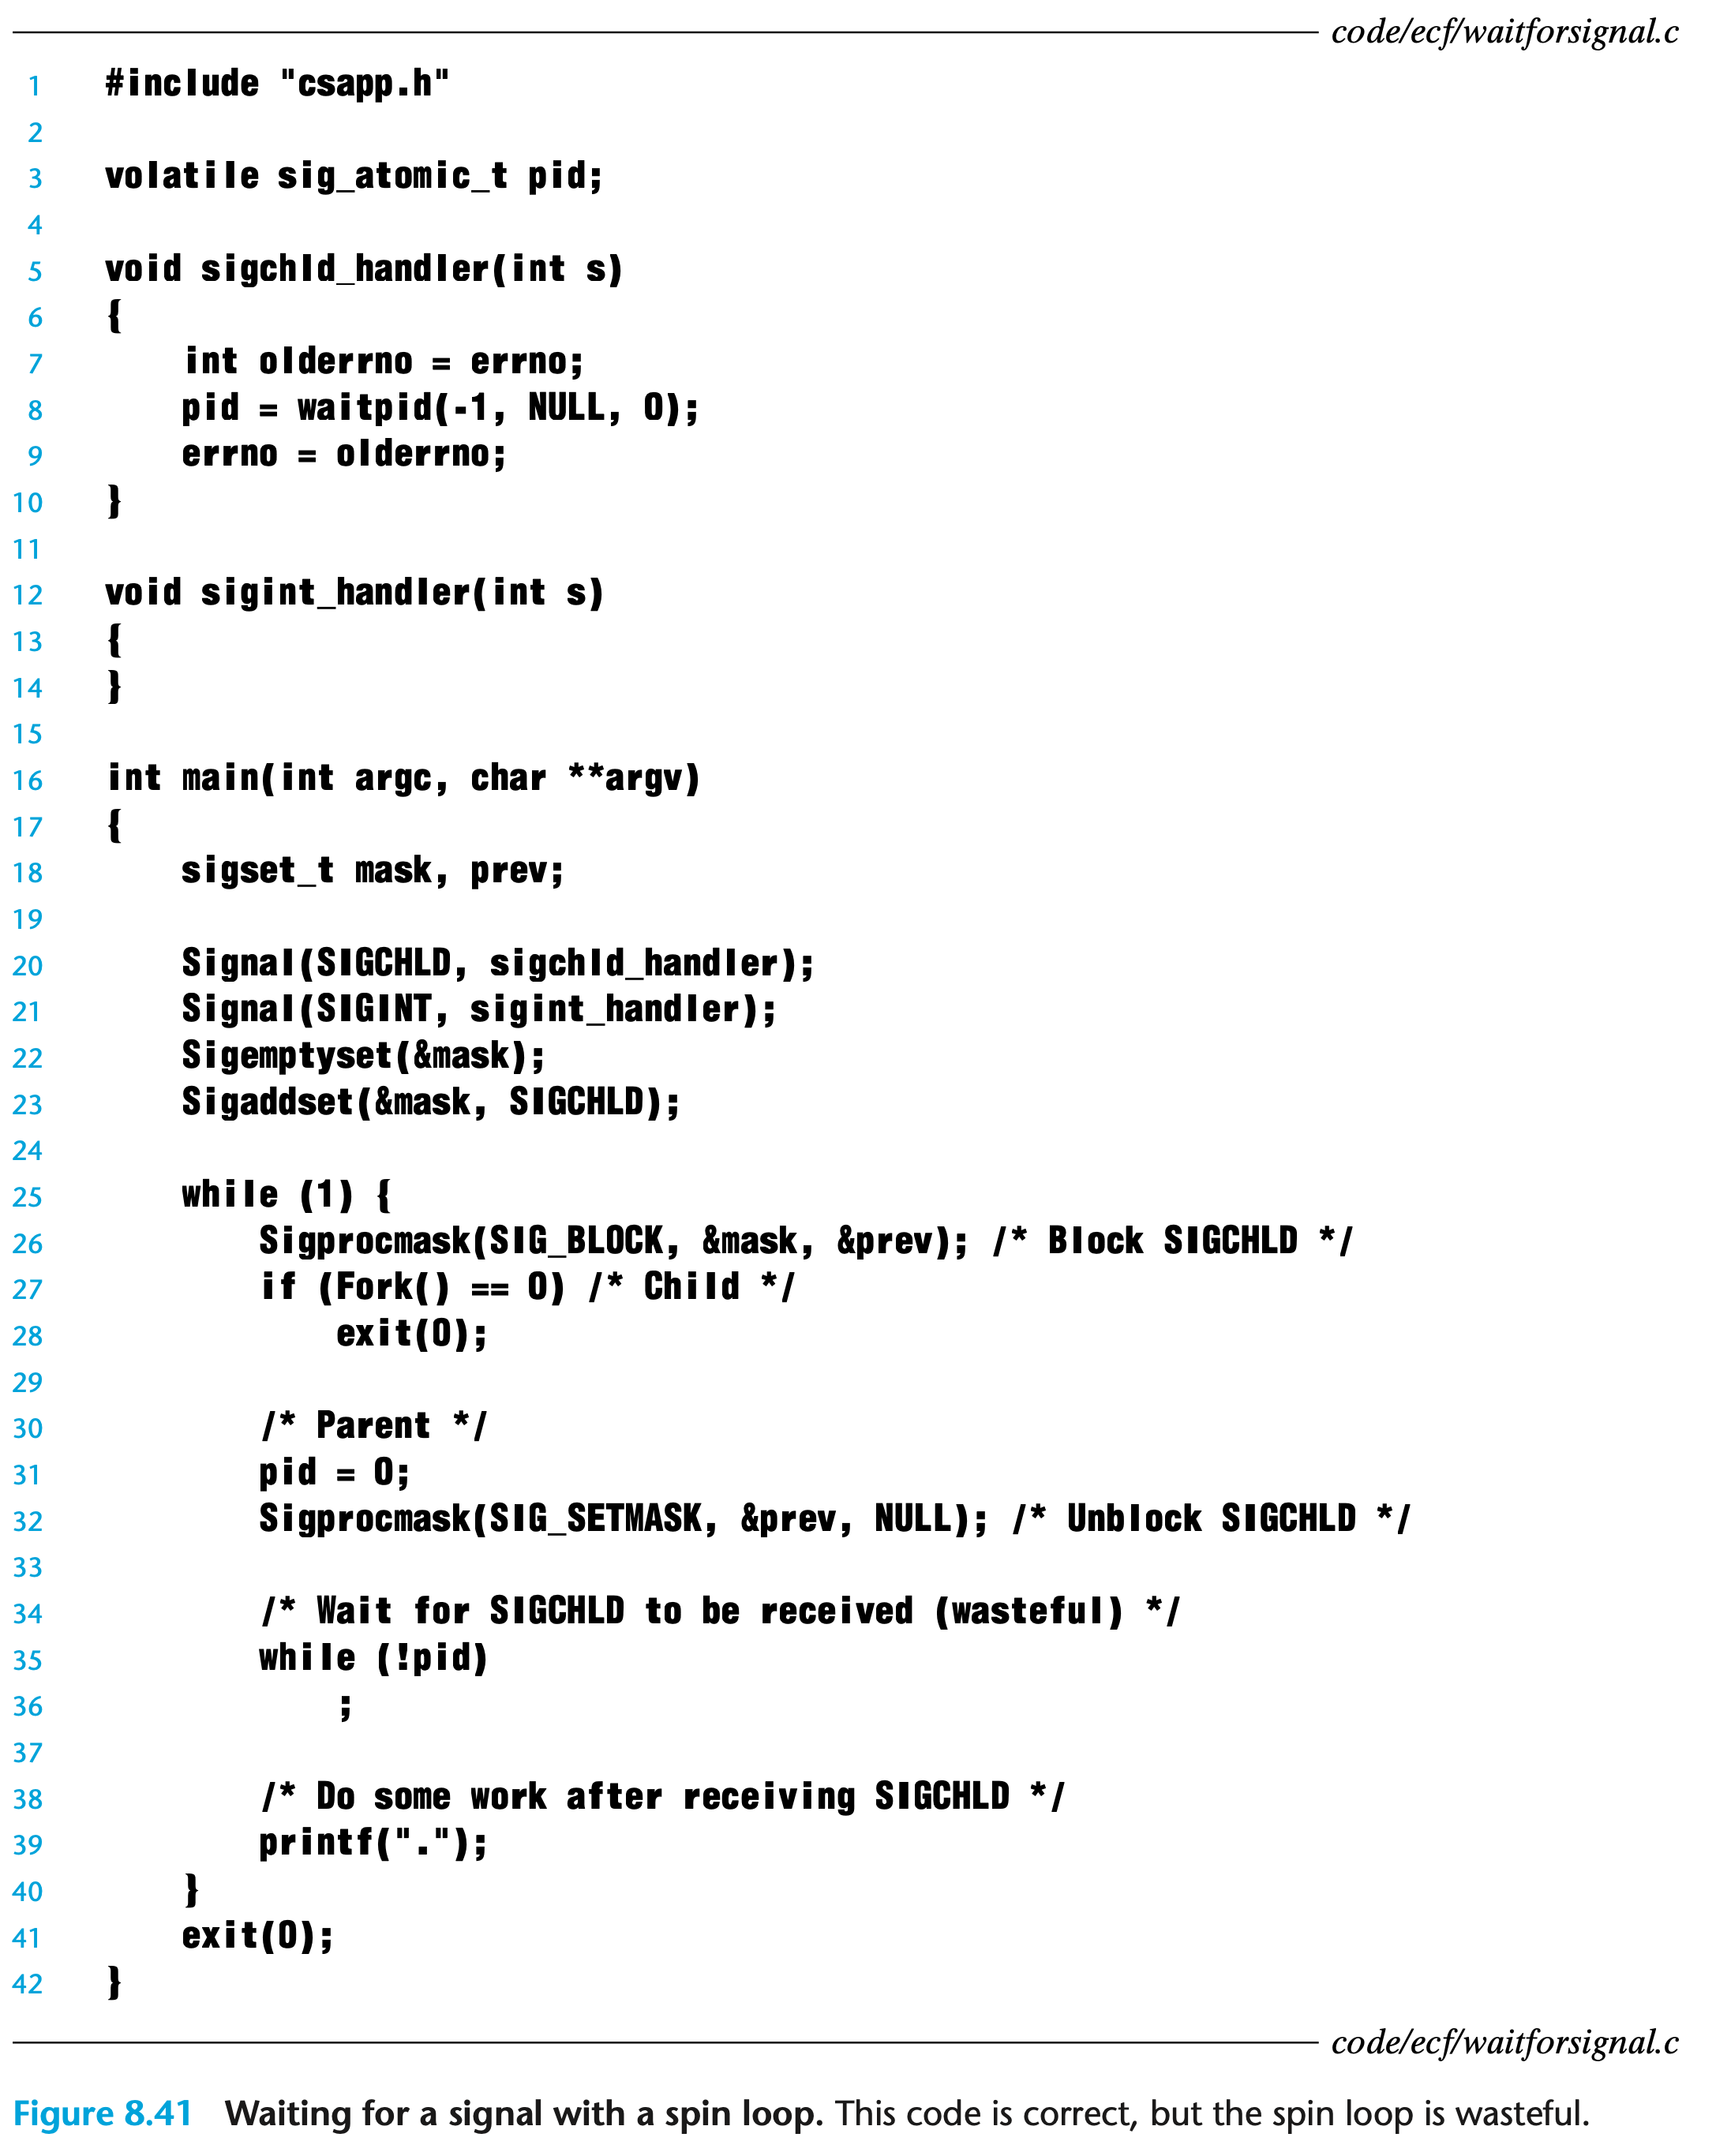 code/ecf/waitforsignal.c
1 #include "csapp.h"
2
3 volatile sig_atomic_t pid;
4
5 void sigchld_handler(int s)
6 {
7     int olderrno = errno;
8     pid = waitpid(-1, NULL, 0);
9     errno = olderrno;
10 }
11
12 void sigint_handler(int s)
13 {
14 }
15
16 int main(int argc, char **argv)
17 {
18     sigset_t mask, prev;
19
20     Signal(SIGCHLD, sigchld_handler);
21     Signal(SIGINT, sigint_handler);
22     Sigemptyset(&mask);
23     Sigaddset(&mask, SIGCHLD);
24
25     while (1) {
26         Sigprocmask(SIG_BLOCK, &mask, &prev); /* Block SIGCHLD */
27         if (Fork() == 0) /* Child */
28             exit(0);
29
30         /* Parent */
31         pid = 0;
32         Sigprocmask(SIG_SETMASK, &prev, NULL); /* Unblock SIGCHLD */
33
34         /* Wait for SIGCHLD to be received (wasteful) */
35         while (!pid)
36             ;
37
38         /* Do some work after receiving SIGCHLD */
39         printf(".");
40     }
41     exit(0);
42 }
code/ecf/waitforsignal.c
Figure 8.41 Waiting for a signal with a spin loop. This code is correct, but the spin loop is wasteful.